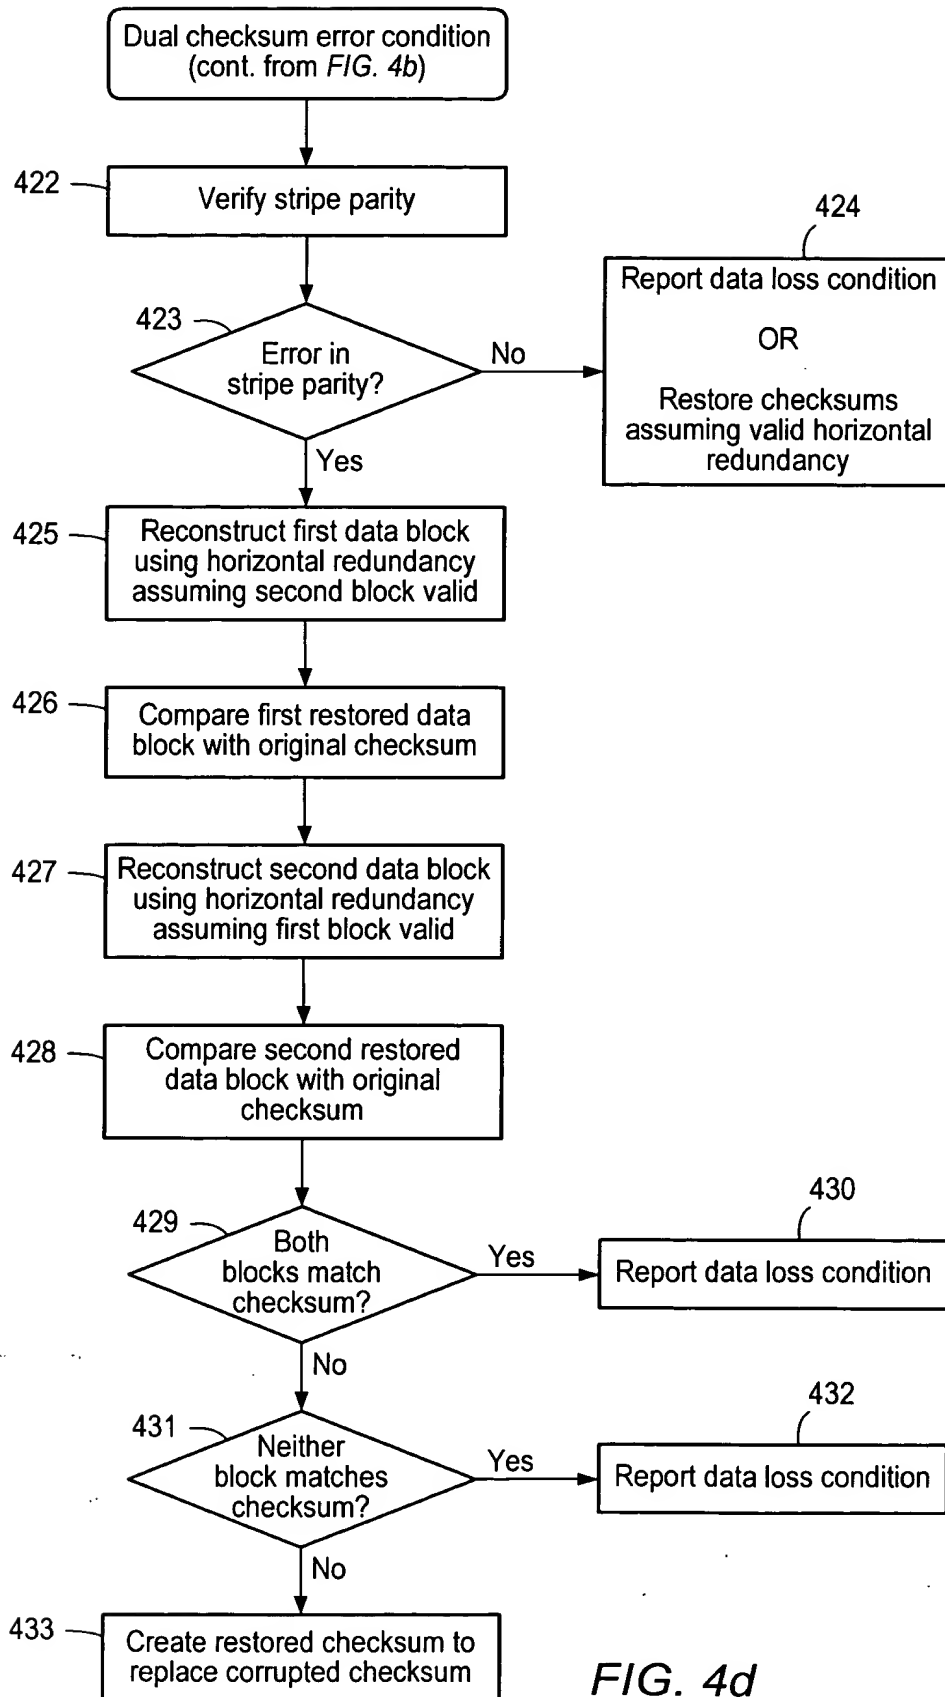 Dual checksum error condition
(cont. from FIG. 4b)
422
Verify stripe parity
424
Report data loss condition
OR
Restore checksums
assuming valid horizontal
redundancy
423
Error in
stripe parity?
No
Yes
425
Reconstruct first data block
using horizontal redundancy
assuming second block valid
426
Compare first restored data
block with original checksum
427
Reconstruct second data block
using horizontal redundancy
assuming first block valid
428
Compare second restored
data block with original
checksum
429
Both
blocks match
checksum?
Yes
430
Report data loss condition
No
431
Neither
block matches
checksum?
Yes
432
Report data loss condition
No
433
Create restored checksum to
replace corrupted checksum
FIG. 4d